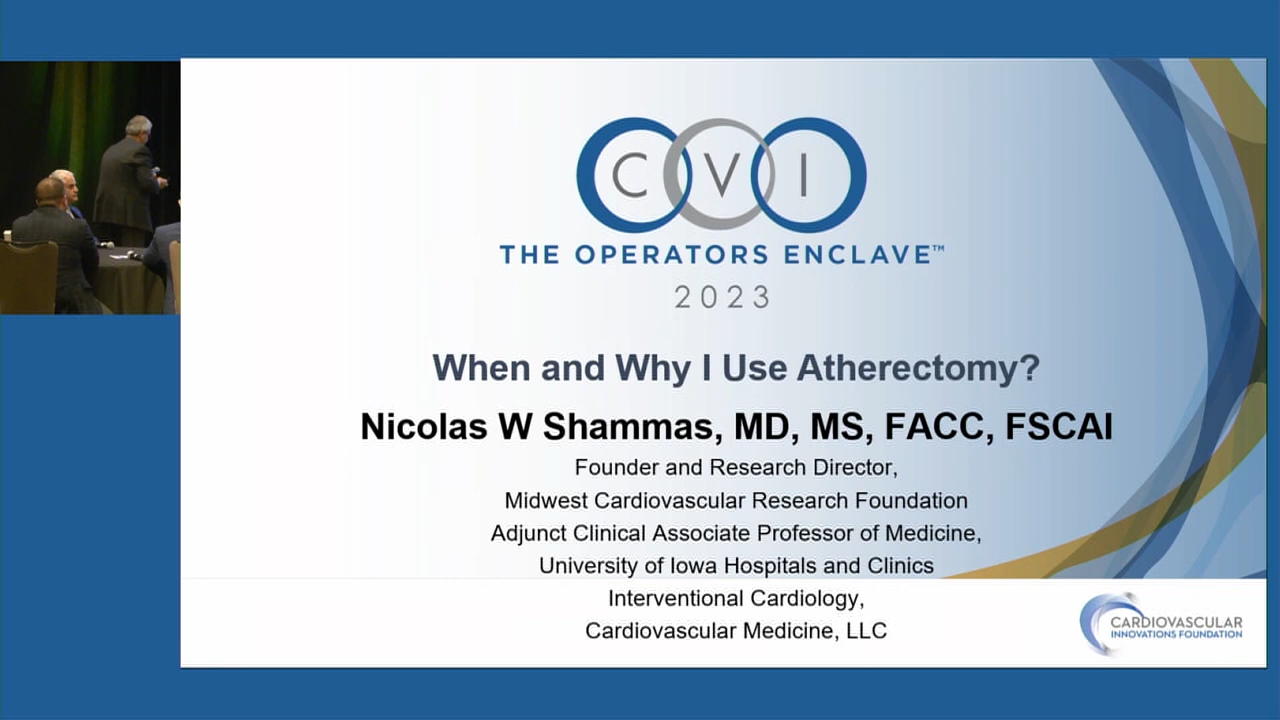 CVI
THE OPERATORS ENCLAVE™
2023
When and Why I Use Atherectomy?
Nicolas W Shammas, MD, MS, FACC, FSCAI
Founder and Research Director,
Midwest Cardiovascular Research Foundation
Adjunct Clinical Associate Professor of Medicine,
University of Iowa Hospitals and Clinics
Interventional Cardiology,
Cardiovascular Medicine, LLC
CARDIOVASCULAR
INNOVATIONS FOUNDATION